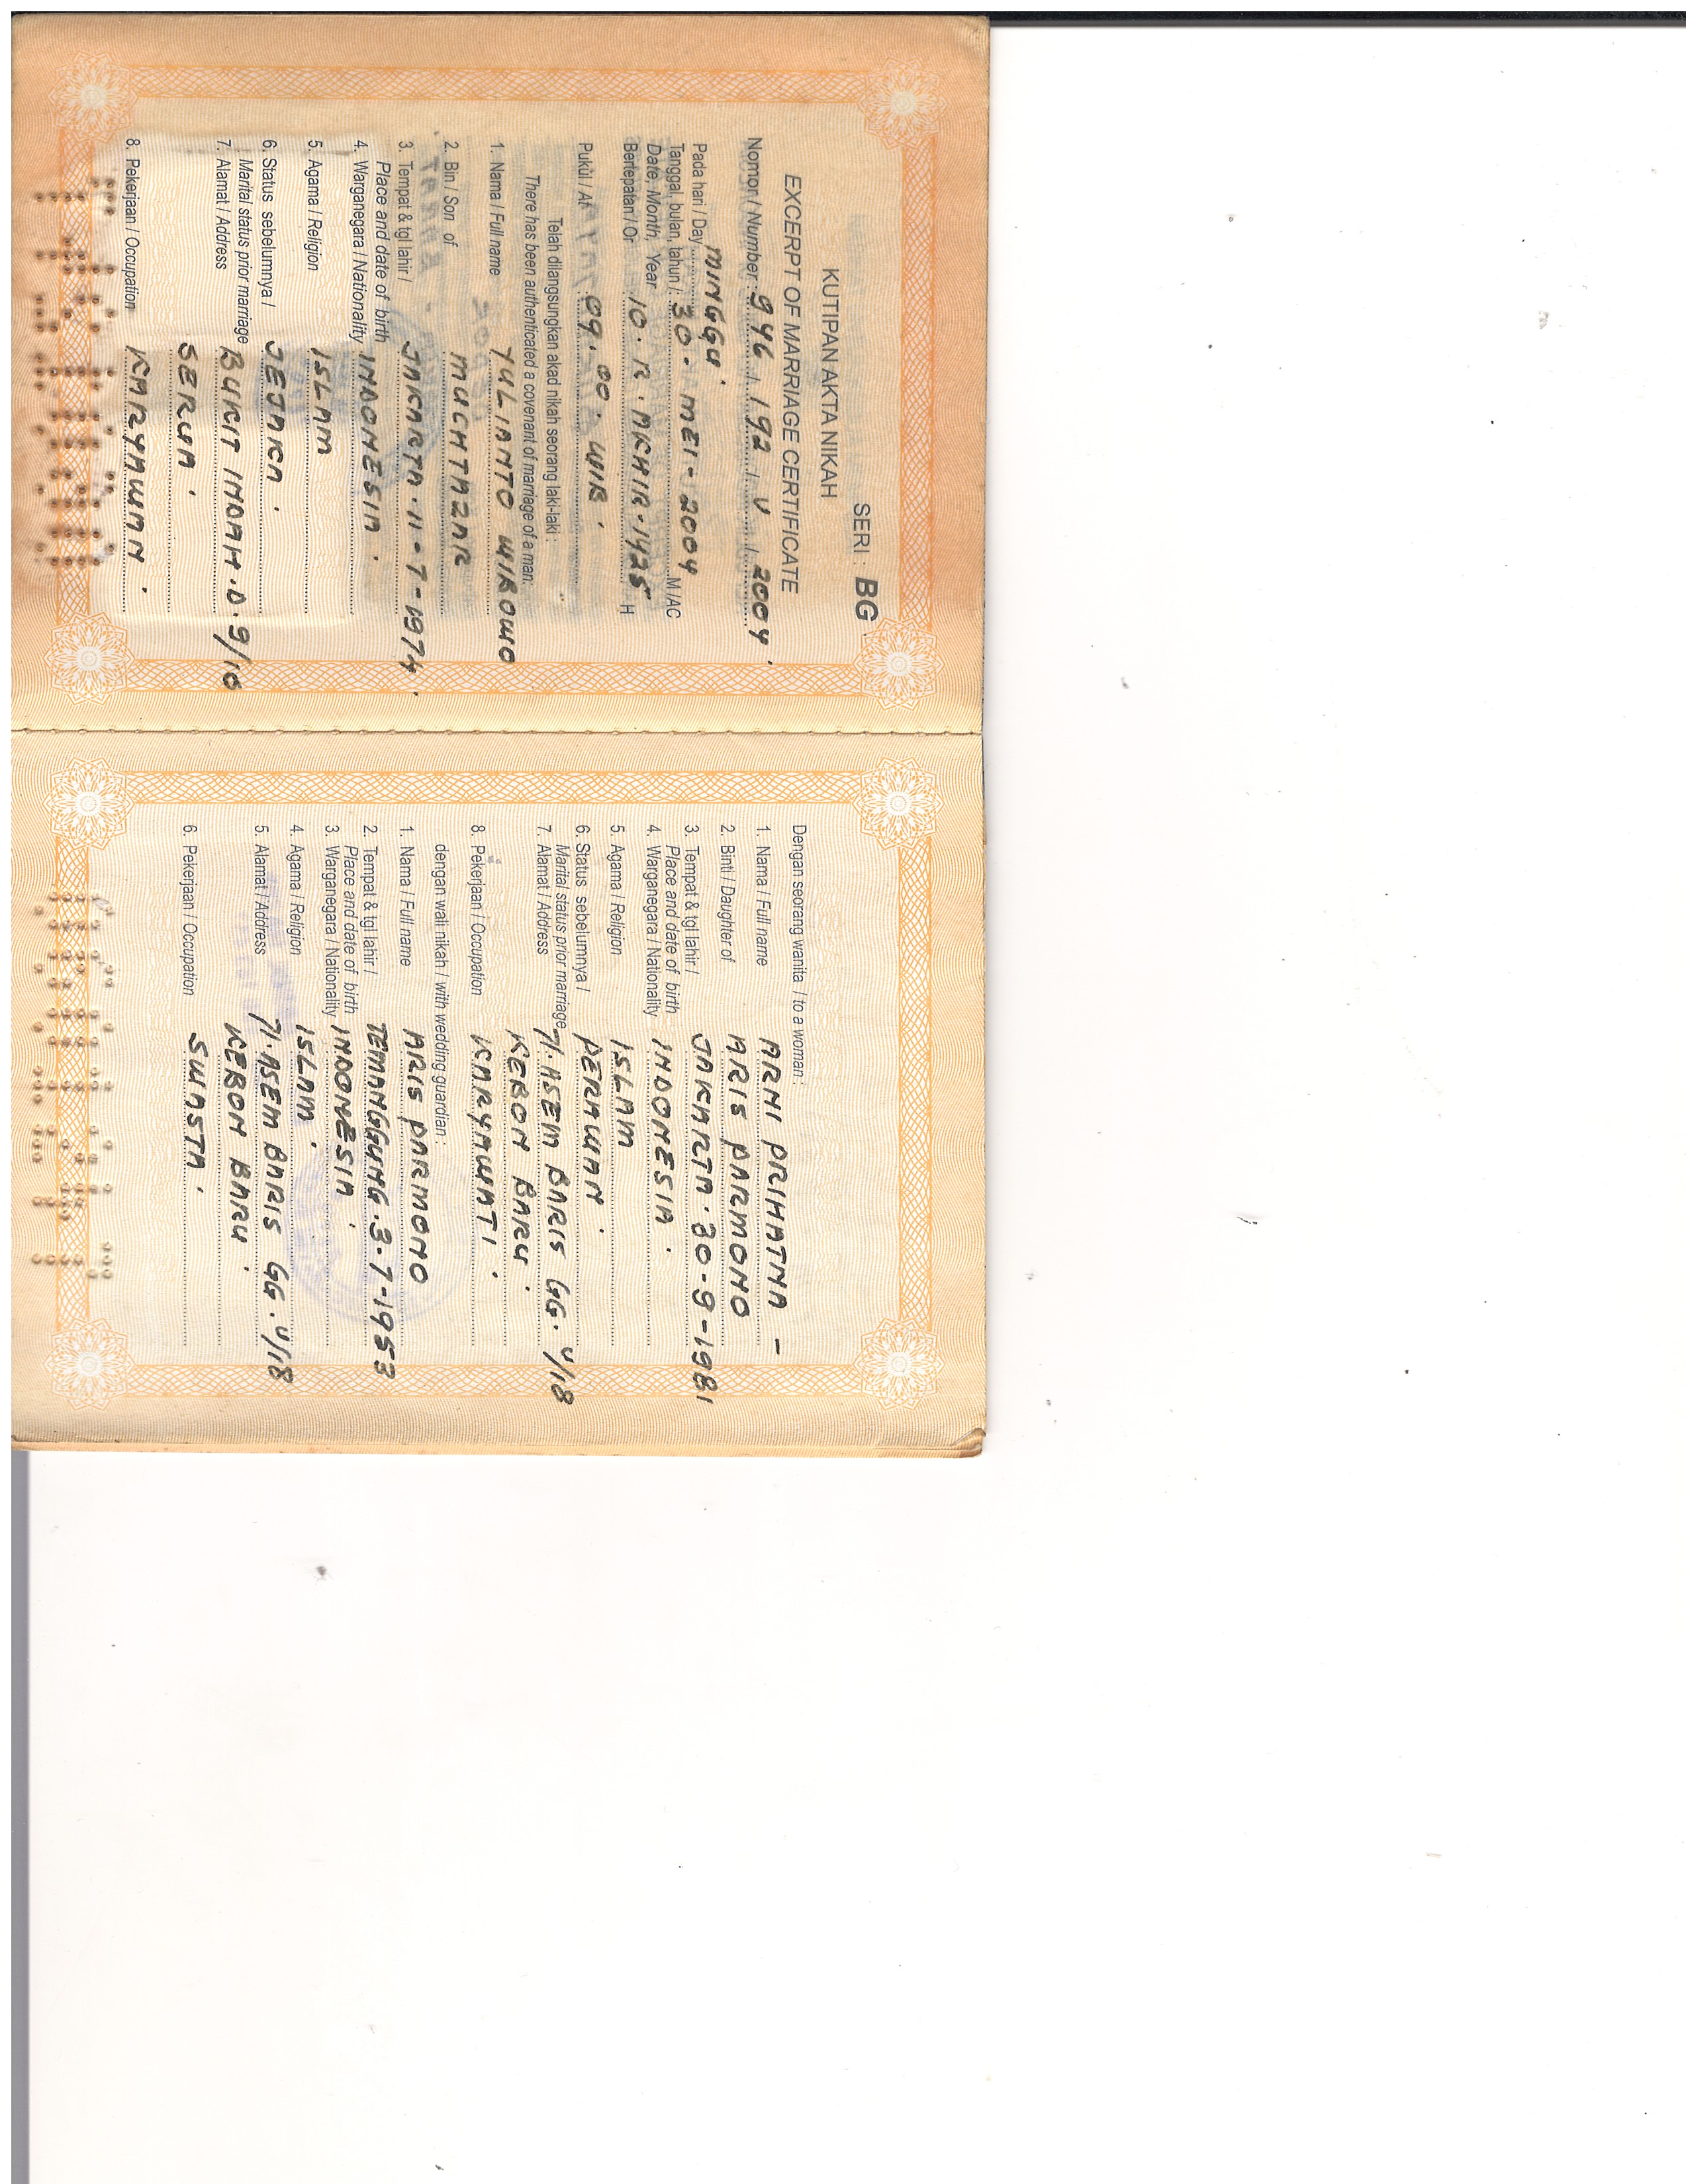 SERI : BG
KUTIPAN AKTA NIKAH
EXCERPT OF MARRIAGE CERTIFICATE
Nomor / Number : 946 / 192 / V / 2004.
Pada hari / Day MINGGU.
Tanggal, bulan, tahun / : 30 - MEI - 2004 M / AC
Date, Month, Year
Bertepatan / Or : 10. R. AKHIR. 1425 H
Pukul / At : 09.00. WIB.
Telah dilangsungkan akad nikah seorang laki-laki :
There has been authenticated a covenant of marriage of a man:
1. Nama / Full name YULIANTO WIBOWO
2. Bin / Son of MUCHTAZAR
3. Tempat & tgl lahir / JAKARTA. 11 - 7 - 1974.
Place and date of birth
4. Warganegara / Nationality INDONESIA.
5. Agama / Religion ISLAM
6. Status sebelumnya / JEJAKA.
Marital status prior marriage
7. Alamat / Address BUKIT INDAH. D. 9/10
SERUA.
8. Pekerjaan / Occupation KARYAWAN.
Dengan seorang wanita / to a woman :
1. Nama / Full name ARNI PRIHATNA -
2. Binti / Daughter of ARIS PARMONO
3. Tempat & tgl lahir / JAKARTA. 30 - 9 - 1981
Place and date of birth
4. Warganegara / Nationality INDONESIA.
5. Agama / Religion ISLAM
6. Status sebelumnya / PERAWAN.
Marital status prior marriage
7. Alamat / Address Jl. ASEM BARIS GG. V/18
KEBON BARU.
8. Pekerjaan / Occupation KARYAWATI.
dengan wali nikah / with wedding guardian :
1. Nama / Full name ARIS PARMONO
2. Tempat & tgl lahir / TEMANGGUNG. 3. 7 - 1953
Place and date of birth
3. Warganegara / Nationality INDONESIA.
4. Agama / Religion ISLAM.
5. Alamat / Address Jl. ASEM BARIS GG. V/18
KEBON BARU.
6. Pekerjaan / Occupation SWASTA.